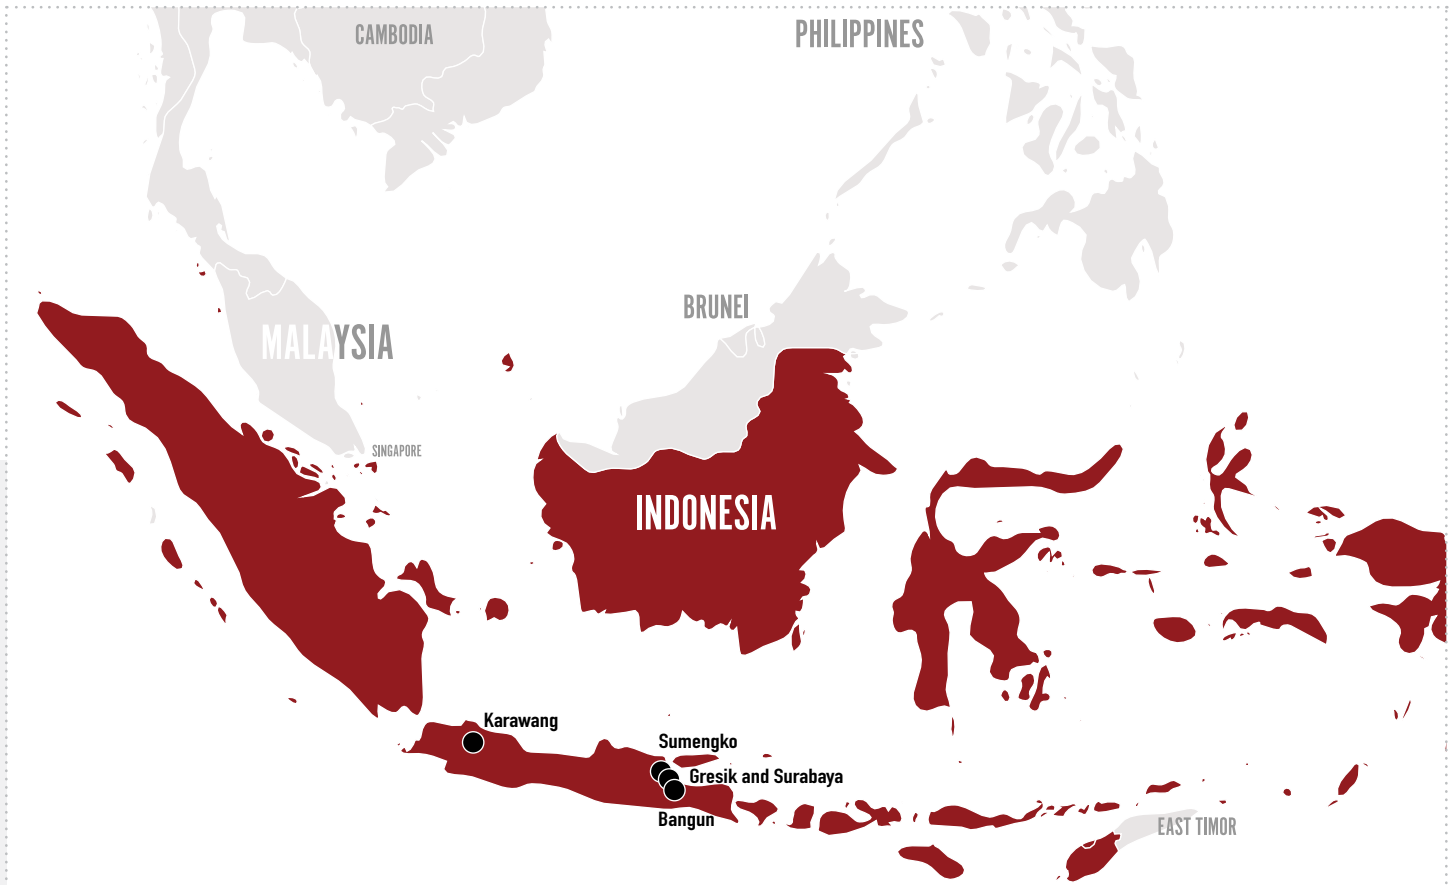 CAMBODIA
PHILIPPINES
BRUNEI
MALAYSIA
SINGAPORE
INDONESIA
Karawang
Sumengko
Gresik and Surabaya
Bangun
EAST TIMOR